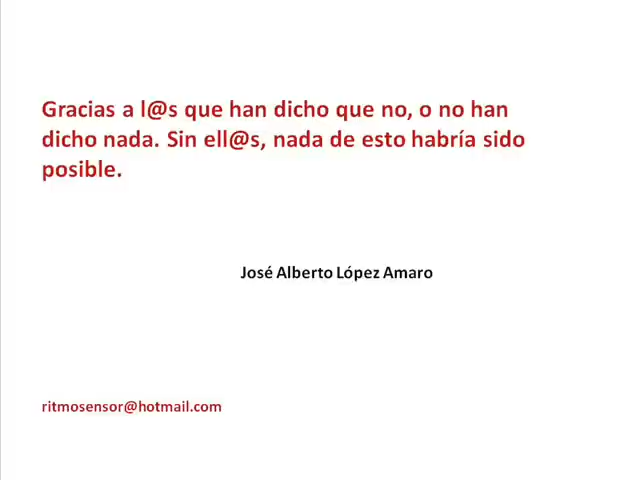 Gracias a l@s que han dicho que no, o no han
dicho nada. Sin ell@s, nada de esto habría sido
posible.
José Alberto López Amaro
ritmosensor@hotmail.com